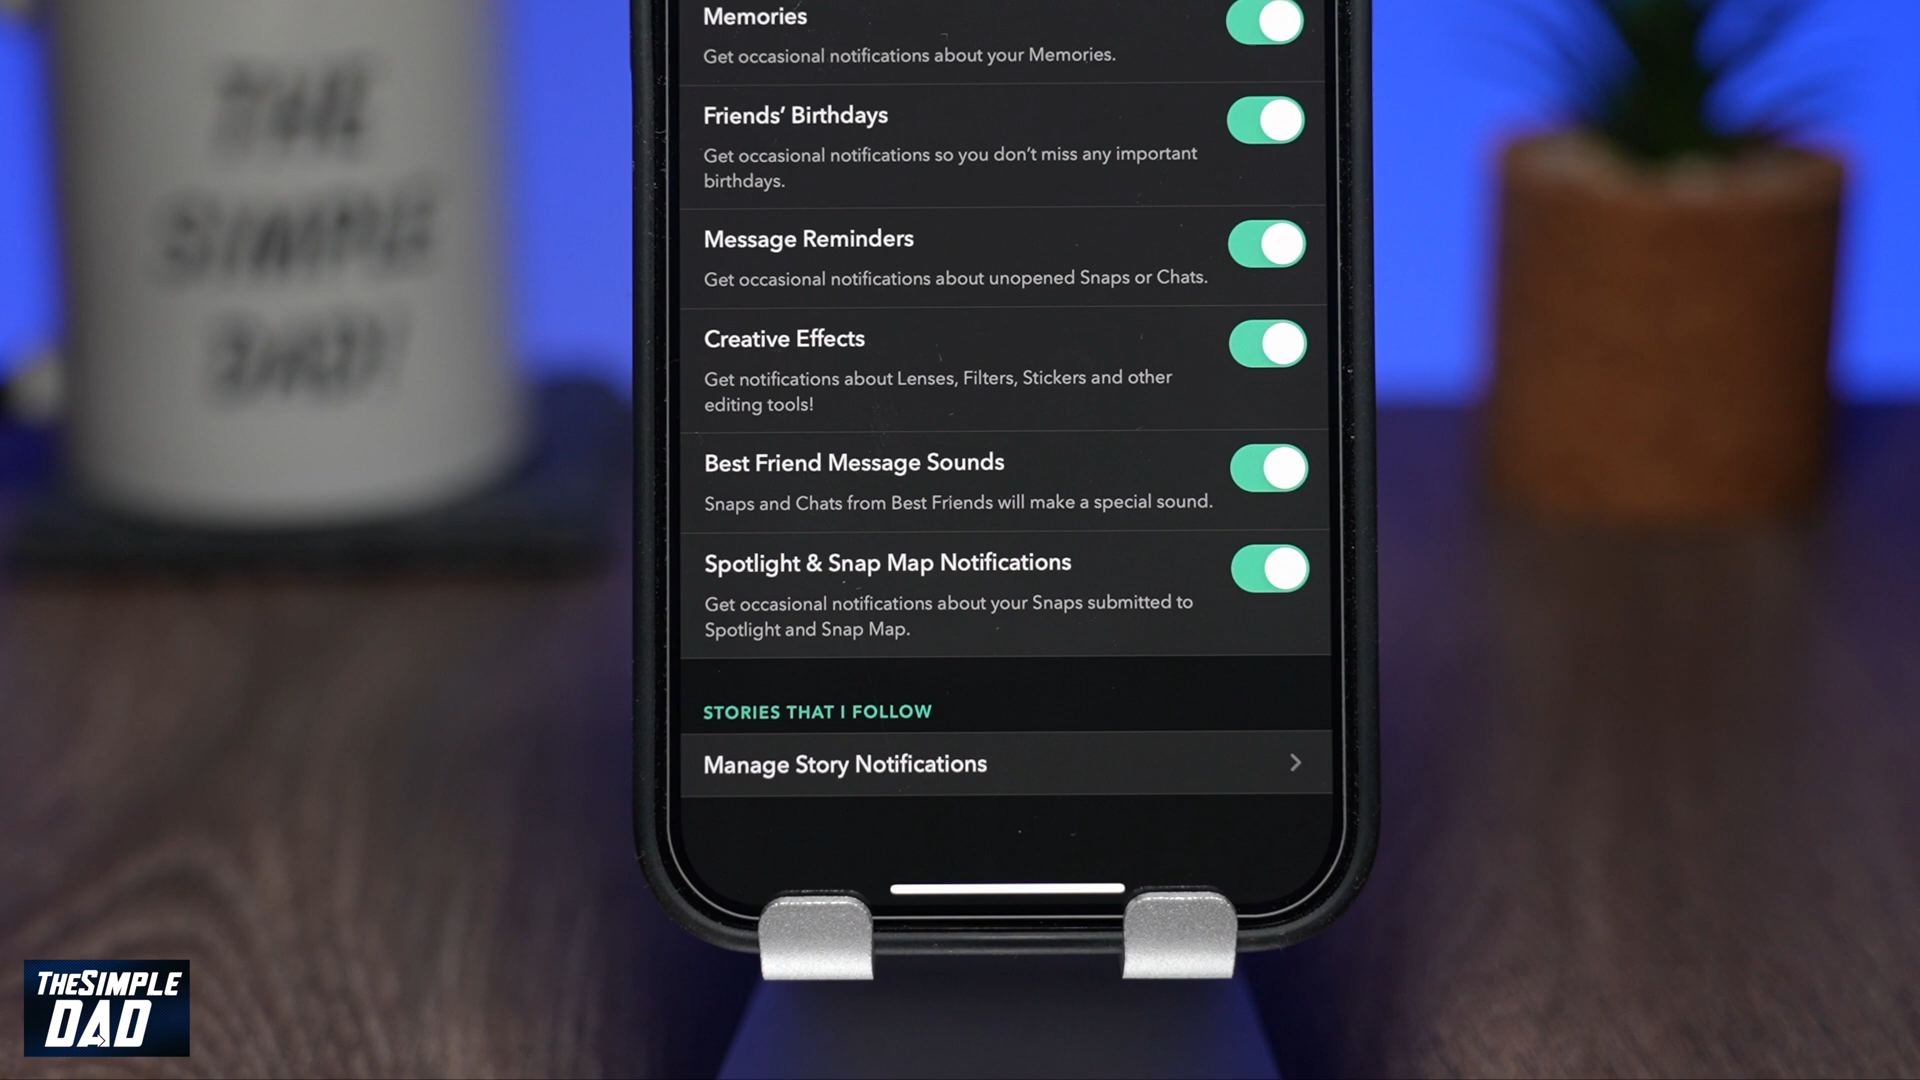 THE
SIMPLE
DAD!
Memories
Get occasional notifications about your Memories.
Friends’ Birthdays
Get occasional notifications so you don’t miss any important
birthdays.
Message Reminders
Get occasional notifications about unopened Snaps or Chats.
Creative Effects
Get notifications about Lenses, Filters, Stickers and other
editing tools!
Best Friend Message Sounds
Snaps and Chats from Best Friends will make a special sound.
Spotlight & Snap Map Notifications
Get occasional notifications about your Snaps submitted to
Spotlight and Snap Map.
STORIES THAT I FOLLOW
Manage Story Notifications
THESIMPLE
DAD